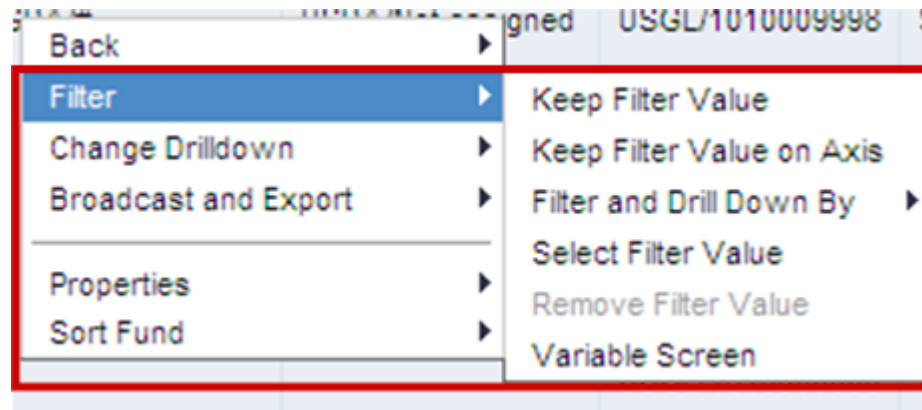 assigned USGL/1010009998
Back
Filter
Change Drilldown
Broadcast and Export
Properties
Sort Fund
Keep Filter Value
Keep Filter Value on Axis
Filter and Drill Down By
Select Filter Value
Remove Filter Value
Variable Screen